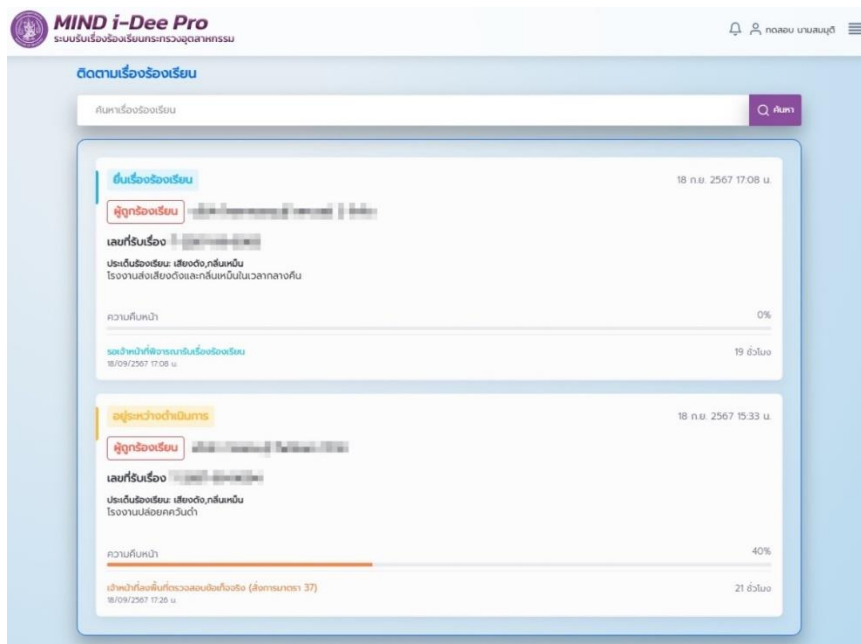 MIND i-Dee Pro
ระบบรับเรื่องร้องเรียนกระทรวงอุตสาหกรรม
ทดสอบ นามสมมุติ
ติดตามเรื่องร้องเรียน
ค้นหาเรื่องร้องเรียน
ค้นหา
ยื่นเรื่องร้องเรียน
18 ก.ย. 2567 17:08 น.
ผู้ถูกร้องเรียน
เลขที่รับเรื่อง
ประเด็นร้องเรียน: เสียงดัง,กลิ่นเหม็น
โรงงานส่งเสียงดังและกลิ่นเหม็นในเวลากลางคืน
ความคืบหน้า
0%
รอเจ้าหน้าที่พิจารณารับเรื่องร้องเรียน
19 ชั่วโมง
18/09/2567 17:08 น.
อยู่ระหว่างดำเนินการ
18 ก.ย. 2567 15:33 น.
ผู้ถูกร้องเรียน
เลขที่รับเรื่อง
ประเด็นร้องเรียน: เสียงดัง,กลิ่นเหม็น
โรงงานปล่อยควันดำ
ความคืบหน้า
40%
เจ้าหน้าที่ลงพื้นที่ตรวจสอบข้อเท็จจริง (สั่งการมาตรา 37)
21 ชั่วโมง
18/09/2567 17:26 น.